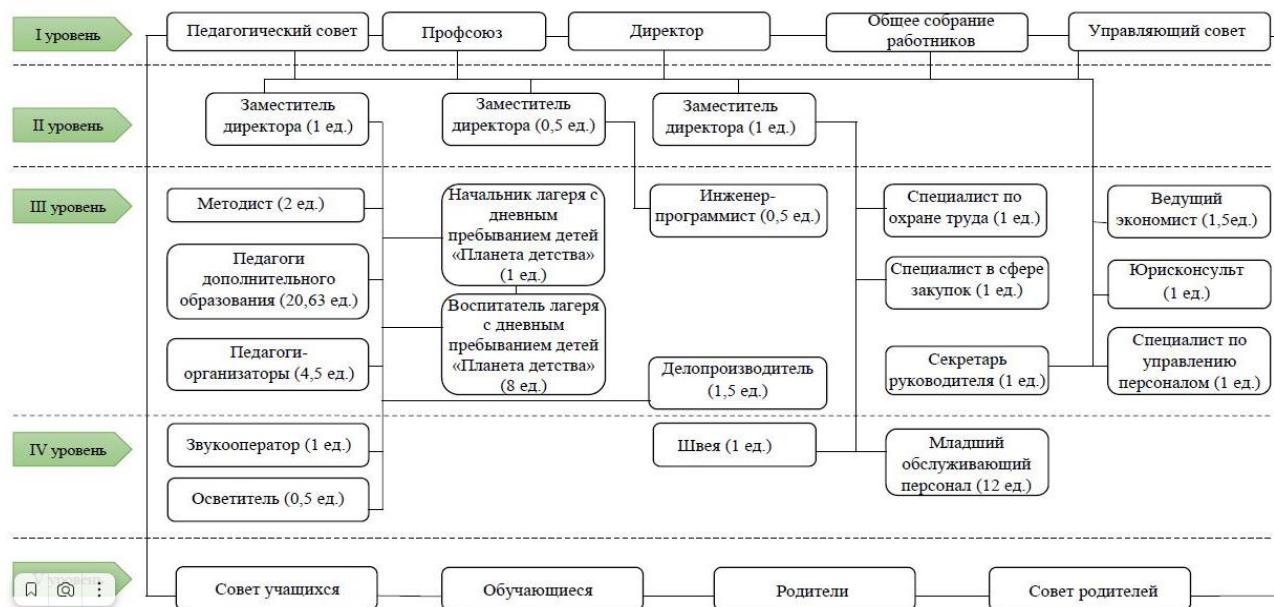 I уровень
Педагогический совет
Профсоюз
Директор
Общее собрание
работников
Управляющий совет
II уровень
Заместитель
директора (1 ед.)
Заместитель
директора (0,5 ед.)
Заместитель
директора (1 ед.)
III уровень
Методист (2 ед.)
Начальник лагеря с
дневным
пребыванием детей
«Планета детства»
(1 ед.)
Инженер-
программист (0,5 ед.)
Специалист по
охране труда (1 ед.)
Ведущий
экономист (1,5ед.)
Педагоги
дополнительного
образования (20,63 ед.)
Специалист в сфере
закупок (1 ед.)
Юрисконсульт
(1 ед.)
Воспитатель лагеря
с дневным
пребыванием детей
«Планета детства»
(8 ед.)
Педагоги-
организаторы (4,5 ед.)
Делопроизводитель
(1,5 ед.)
Секретарь
руководителя (1 ед.)
Специалист по
управлению
персоналом (1 ед.)
IV уровень
Звукооператор (1 ед.)
Швея (1 ед.)
Младший
обслуживающий
персонал (12 ед.)
Осветитель (0,5 ед.)
V уровень
Совет учащихся
Обучающиеся
Родители
Совет родителей